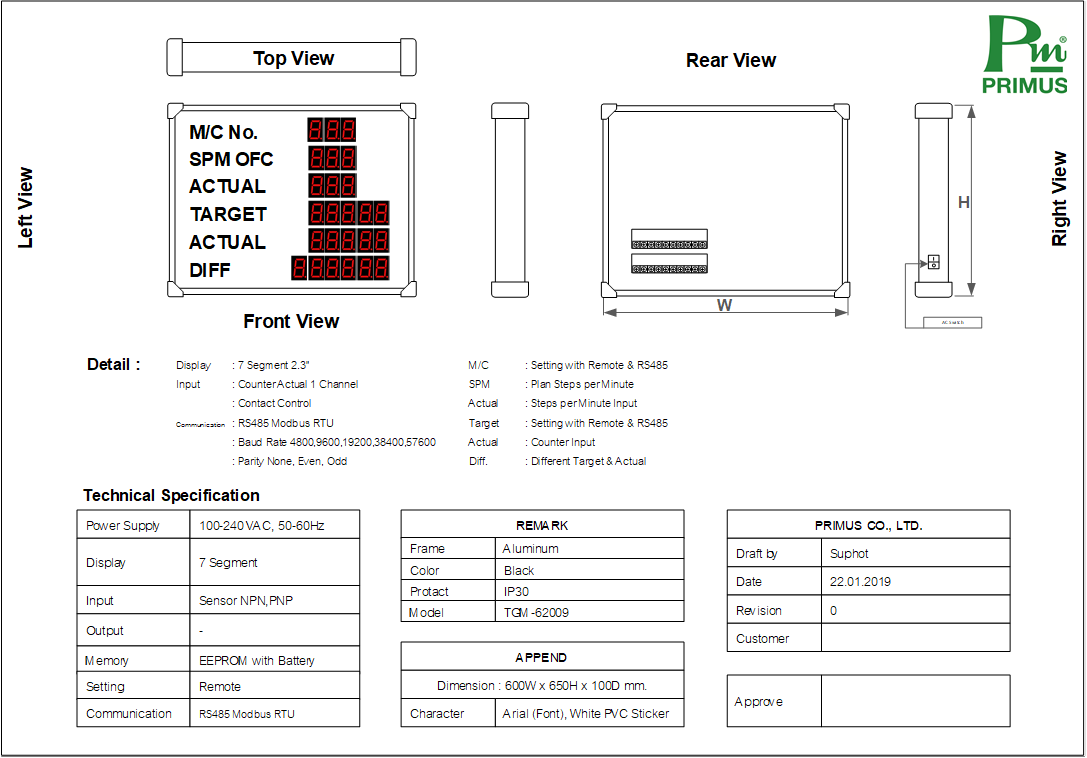 Top View
Rear View
Pm®
PRIMUS
Left View
M/C No. 888
SPM OFC 888
ACTUAL 888
TARGET 88888
ACTUAL 88888
DIFF 888888
H
Right View
W
Front View
Detail :
Display : 7 Segment 2.3"
Input : Counter Actual 1 Channel
: Contact Control
Communication : RS485 Modbus RTU
: Baud Rate 4800,9600,19200,38400,57600
: Parity None, Even, Odd
M/C : Setting with Remote & RS485
SPM : Plan Steps per Minute
Actual : Steps per Minute Input
Target : Setting with Remote & RS485
Actual : Counter Input
Diff. : Different Target & Actual
Technical Specification
Power Supply 100-240 VAC, 50-60Hz
Display 7 Segment
Input Sensor NPN,PNP
Output -
Memory EEPROM with Battery
Setting Remote
Communication RS485 Modbus RTU
REMARK
Frame Aluminum
Color Black
Protact IP30
Model TGM-62009
APPEND
Dimension : 600W x 650H x 100D mm.
Character Arial (Font), White PVC Sticker
PRIMUS CO., LTD.
Draft by Suphot
Date 22.01.2019
Revision 0
Customer
Approve